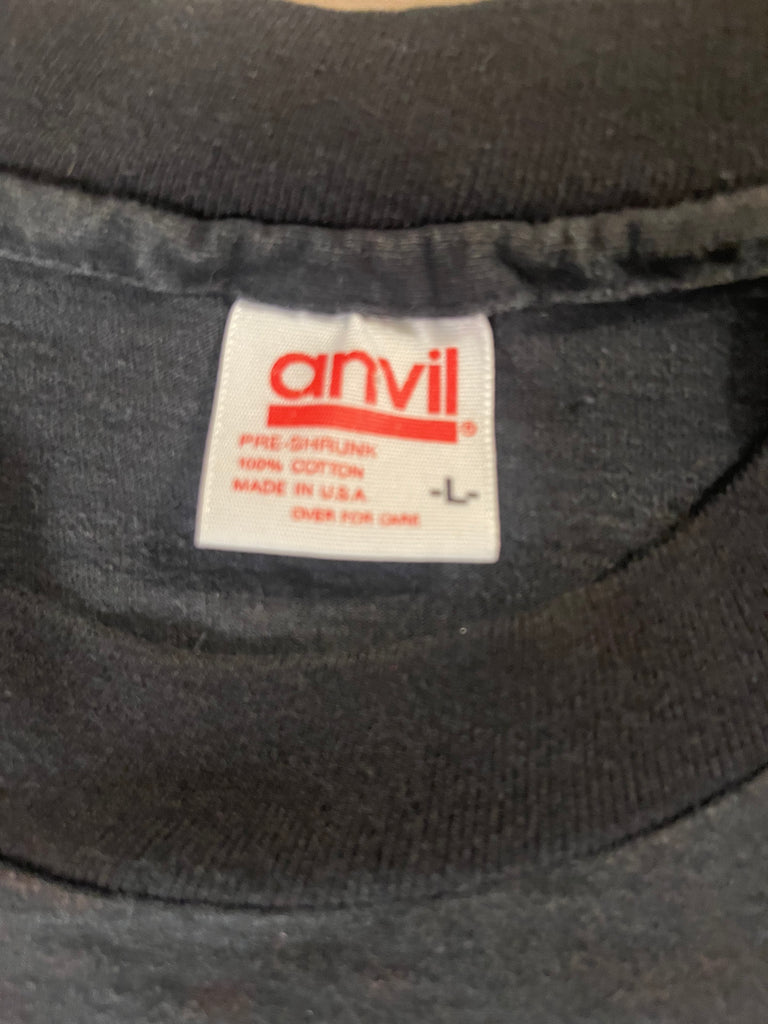 anvil®
PRE-SHRUNK
100% COTTON
MADE IN U.S.A.
-L-
OVER FOR CARE